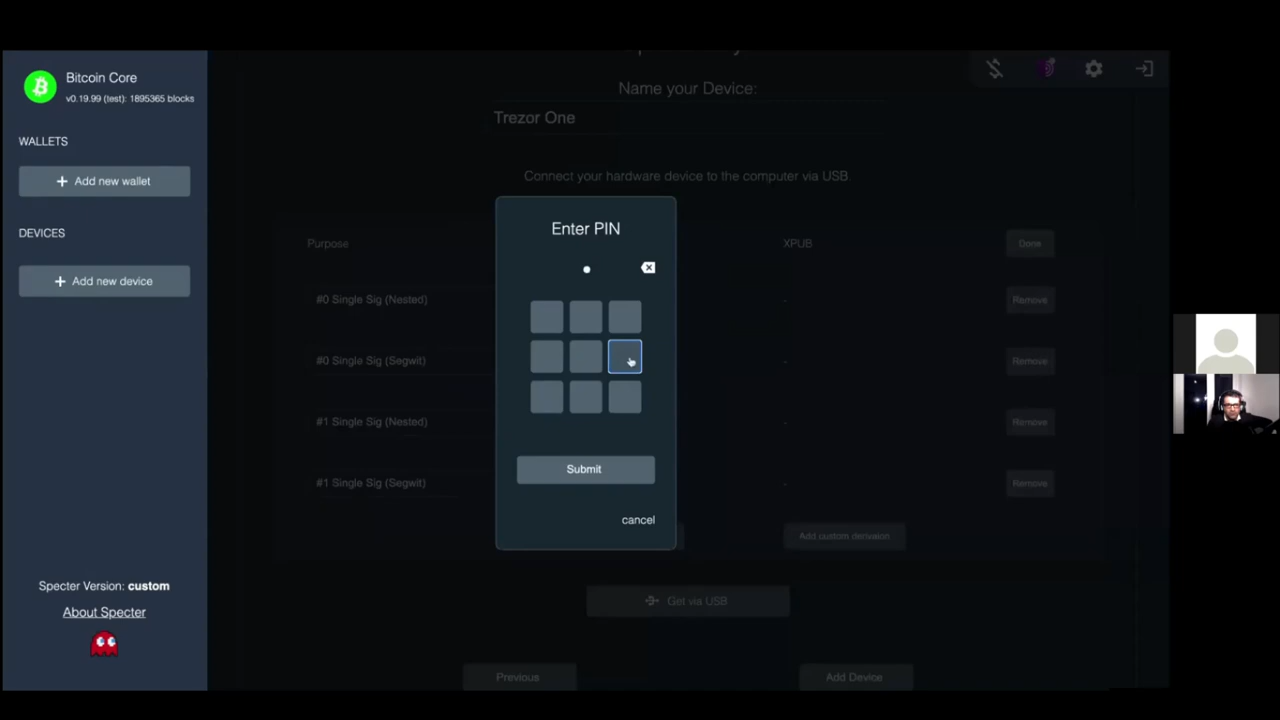 Bitcoin Core
v0.19.99 (test): 1895365 blocks
WALLETS
+ Add new wallet
DEVICES
+ Add new device
Specter Version: custom
About Specter
Name your Device:
Trezor One
Connect your hardware device to the computer via USB.
Purpose
XPUB
Done
#0 Single Sig (Nested)
-
Remove
#0 Single Sig (Segwit)
-
Remove
#1 Single Sig (Nested)
-
Remove
#1 Single Sig (Segwit)
-
Remove
Add custom derivation
Get via USB
Previous
Add Device
Enter PIN
Submit
cancel